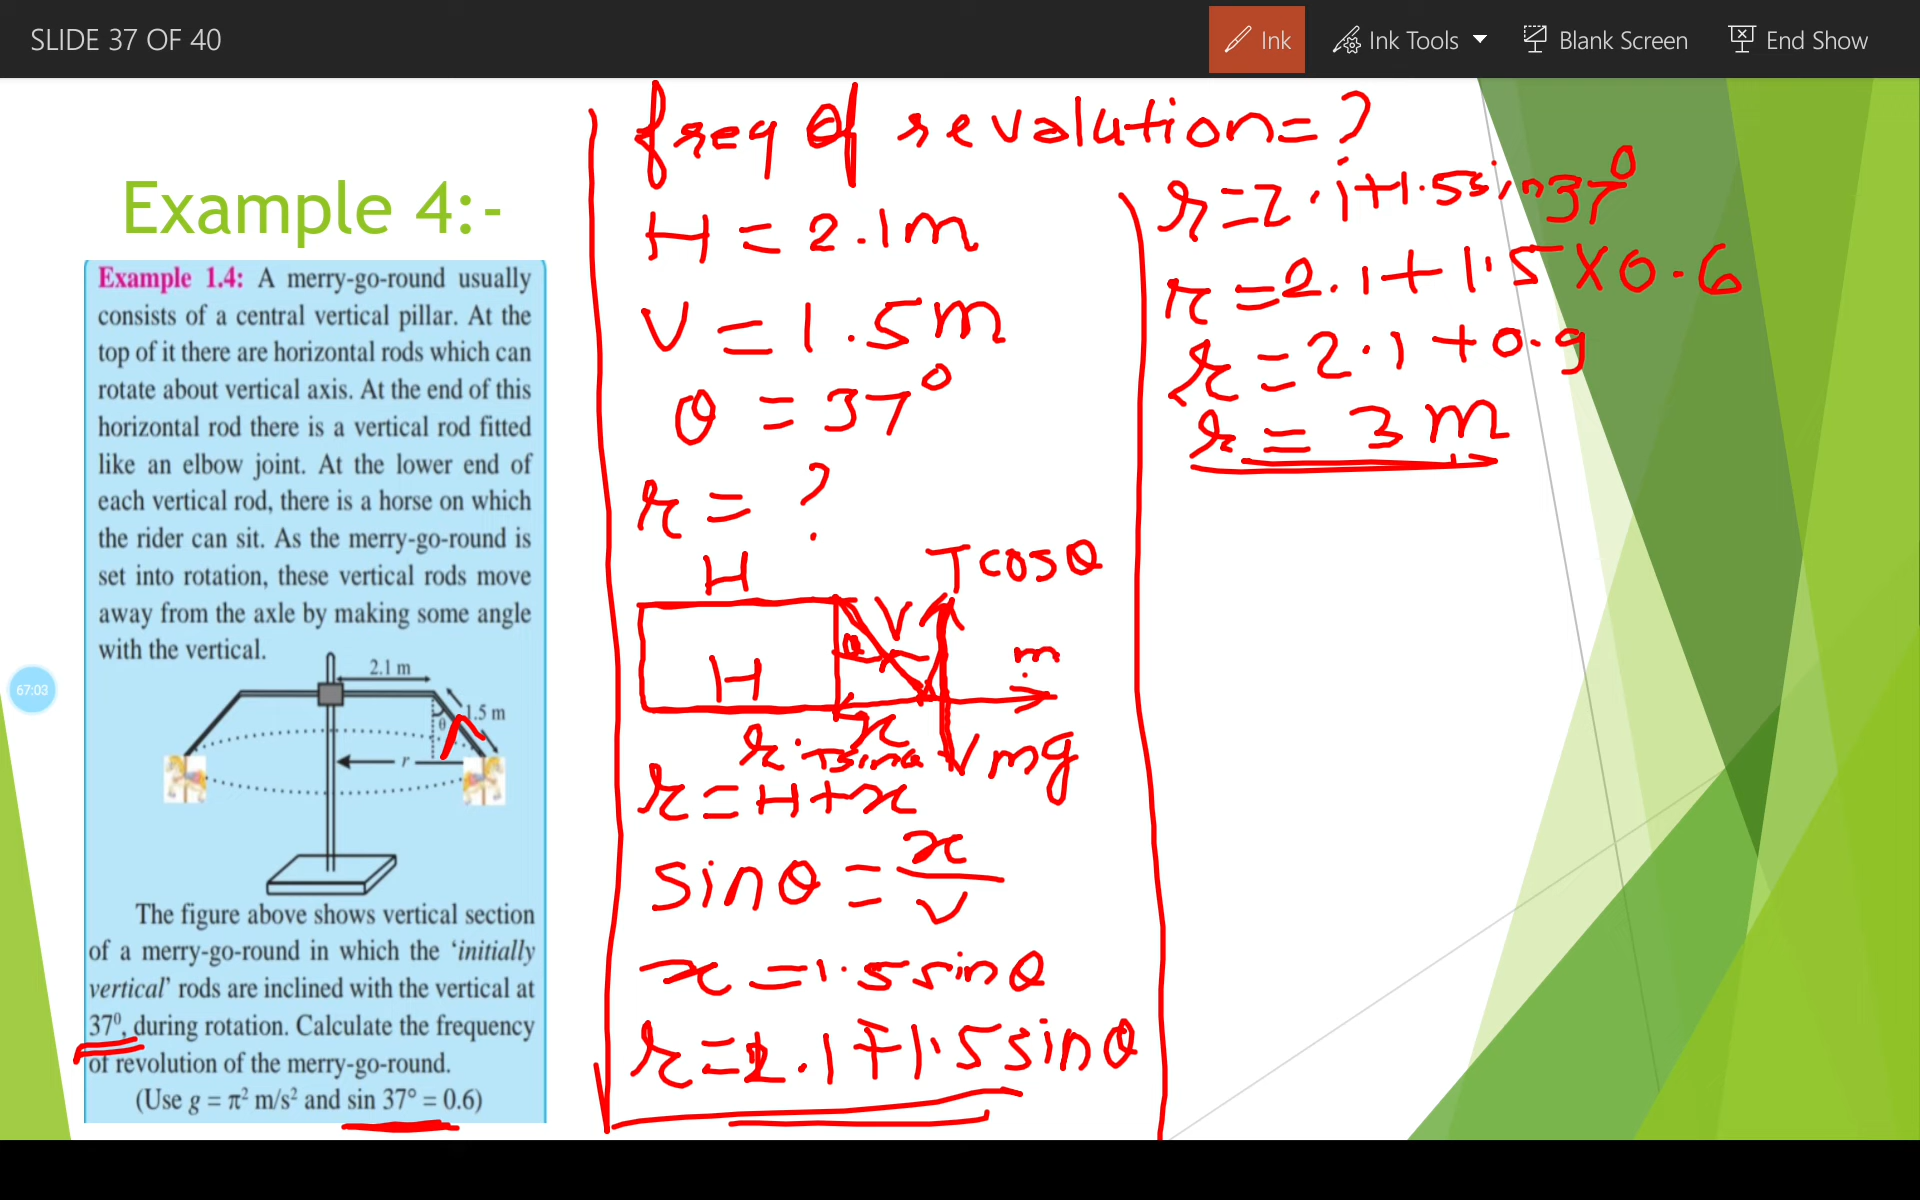 SLIDE 37 OF 40
Ink
Ink Tools
Blank Screen
End Show
Example 4:-
Example 1.4: A merry-go-round usually
consists of a central vertical pillar. At the
top of it there are horizontal rods which can
rotate about vertical axis. At the end of this
horizontal rod there is a vertical rod fitted
like an elbow joint. At the lower end of
each vertical rod, there is a horse on which
the rider can sit. As the merry-go-round is
set into rotation, these vertical rods move
away from the axle by making some angle
with the vertical.
2.1 m
θ
1.5 m
r
The figure above shows vertical section
of a merry-go-round in which the ‘initially
vertical’ rods are inclined with the vertical at
37⁰, during rotation. Calculate the frequency
of revolution of the merry-go-round.
(Use g = π² m/s² and sin 37° = 0.6)
67:03
freq of revalution=?
H = 2.1m
V = 1.5m
θ = 37°
r = ?
H
Tcosθ
V
θ
H
m
x
r
Tsinθ
mg
r = H+x
sinθ = x/V
x = 1.5 sinθ
r = 2.1+1.5sinθ
r = 2.1+1.5sin37°
r = 2.1+1.5×0.6
r = 2.1+0.9
r = 3m